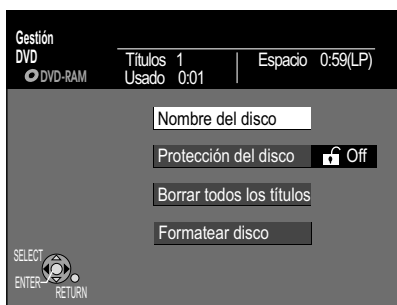 Gestión
DVD
DVD-RAM
Títulos 1
Usado 0:01
Espacio 0:59(LP)
Nombre del disco
Protección del disco Off
Borrar todos los títulos
Formatear disco
SELECT
ENTER
RETURN